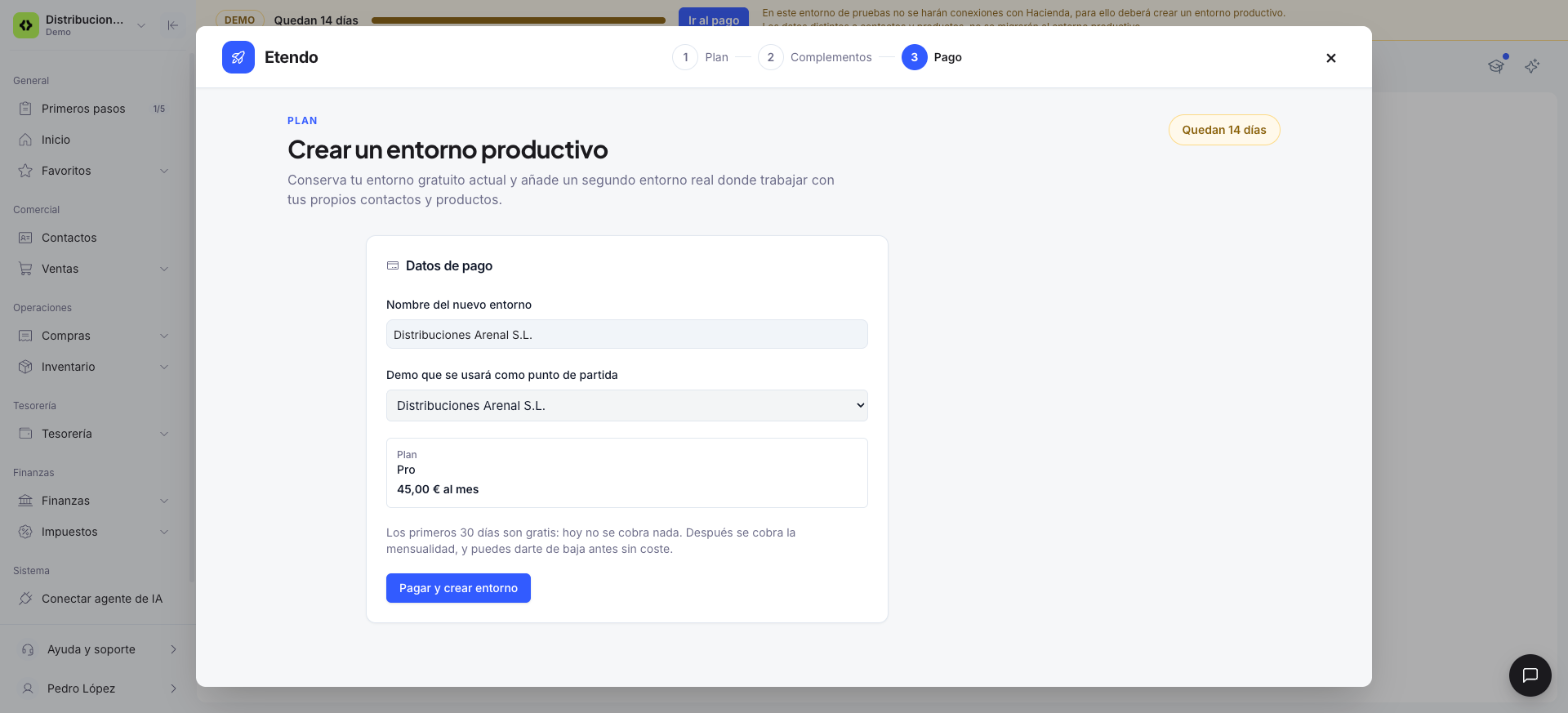 Distribucion...
Demo
General
Primeros pasos 1/5
Inicio
Favoritos
Comercial
Contactos
Ventas
Operaciones
Compras
Inventario
Tesorería
Tesorería
Finanzas
Finanzas
Impuestos
Sistema
Conectar agente de IA
Ayuda y soporte
Pedro López
DEMO Quedan 14 días
Ir al pago
En este entorno de pruebas no se harán conexiones con Hacienda, para ello deberá crear un entorno productivo.
Etendo
1 Plan 2 Complementos 3 Pago
PLAN
Crear un entorno productivo
Conserva tu entorno gratuito actual y añade un segundo entorno real donde trabajar con
tus propios contactos y productos.
Quedan 14 días
Datos de pago
Nombre del nuevo entorno
Distribuciones Arenal S.L.
Demo que se usará como punto de partida
Distribuciones Arenal S.L.
Plan
Pro
45,00 € al mes
Los primeros 30 días son gratis: hoy no se cobra nada. Después se cobra la
mensualidad, y puedes darte de baja antes sin coste.
Pagar y crear entorno